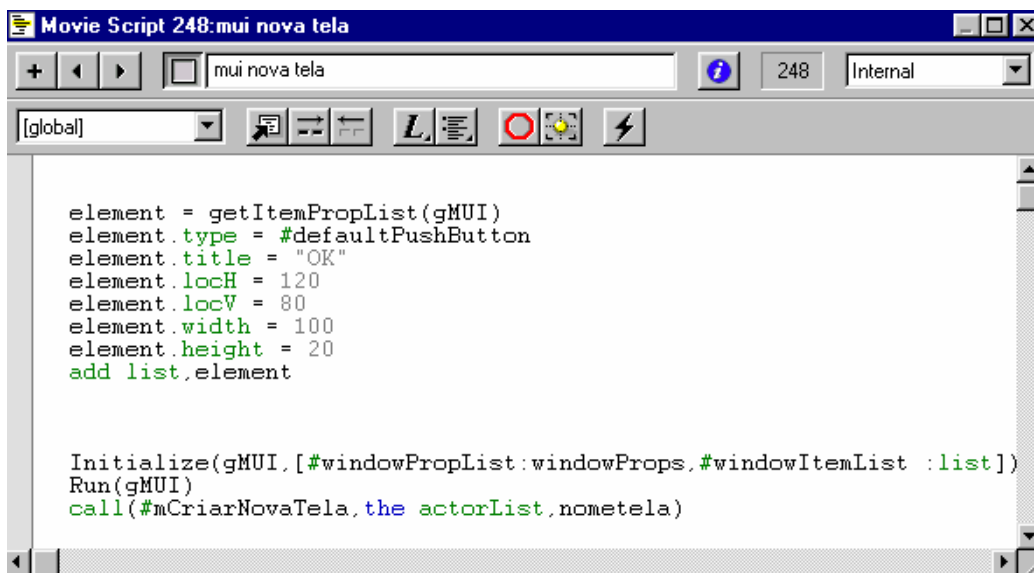 Movie Script 248:mui nova tela
mui nova tela
248
Internal
[global]
element = getItemPropList(gMUI)
element.type = #defaultPushButton
element.title = "OK"
element.locH = 120
element.locV = 80
element.width = 100
element.height = 20
add list,element
Initialize(gMUI,[#windowPropList:windowProps,#windowItemList :list])
Run(gMUI)
call(#mCriarNovaTela,the actorList,nometela)